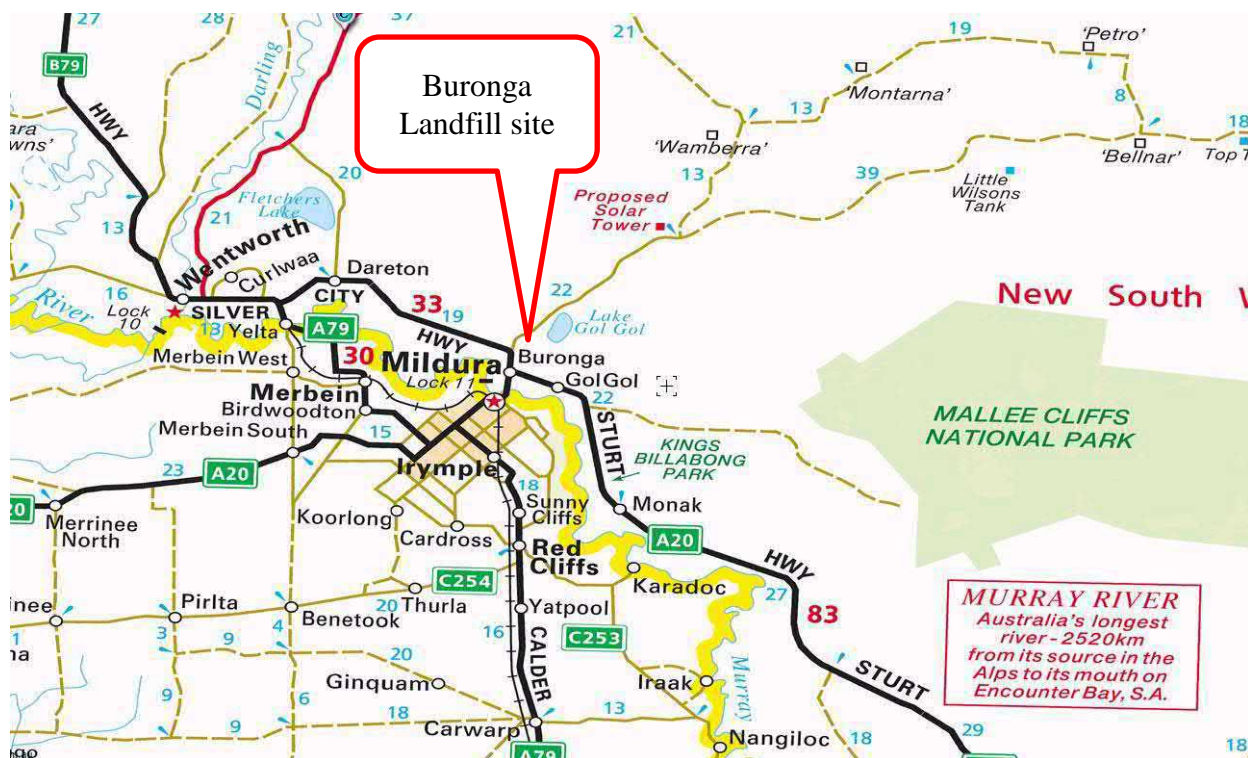 27
28
37
B79
HWY
Darling
21
19
'Petro'
'Montarna'
13
8
18
'Wamberra'
'Bellnar'
Top T
Buronga
Landfill site
20
Fletchers
Lake
13
21
13
39
Little
Wilsons
Tank
Proposed
Solar
Tower
Wentworth
Curlwaa
Dareton
22
16
River
Lock
10
SILVER
CITY
33
19
HWY
Lake
Gol Gol
New South W
13
Yelta
A79
30
Mildura
Lock 11
Buronga
Gol Gol
22
Merbein West
Merbein
Birdwoodton
Merbein South
15
A20
23
Irymple
18
STURT
KINGS
BILLABONG
PARK
MALLEE CLIFFS
NATIONAL PARK
20
Merrinee
North
Koorlong
Cardross
Sunny
Cliffs
Monak
A20
HWY
16
Red
Cliffs
Karadoc
27
83
C254
Thurla
20
Pirlta
Benetook
Yatpool
C253
MURRAY RIVER
Australia's longest
river - 2520km
from its source in the
Alps to its mouth on
Encounter Bay, S.A.
inee
1
3
9
4
16
CALDER
20
Ginquam
Iraak
Murray
STURT
9
6
9
18
Carwarp
13
A79
Nangiloc
18
29
18